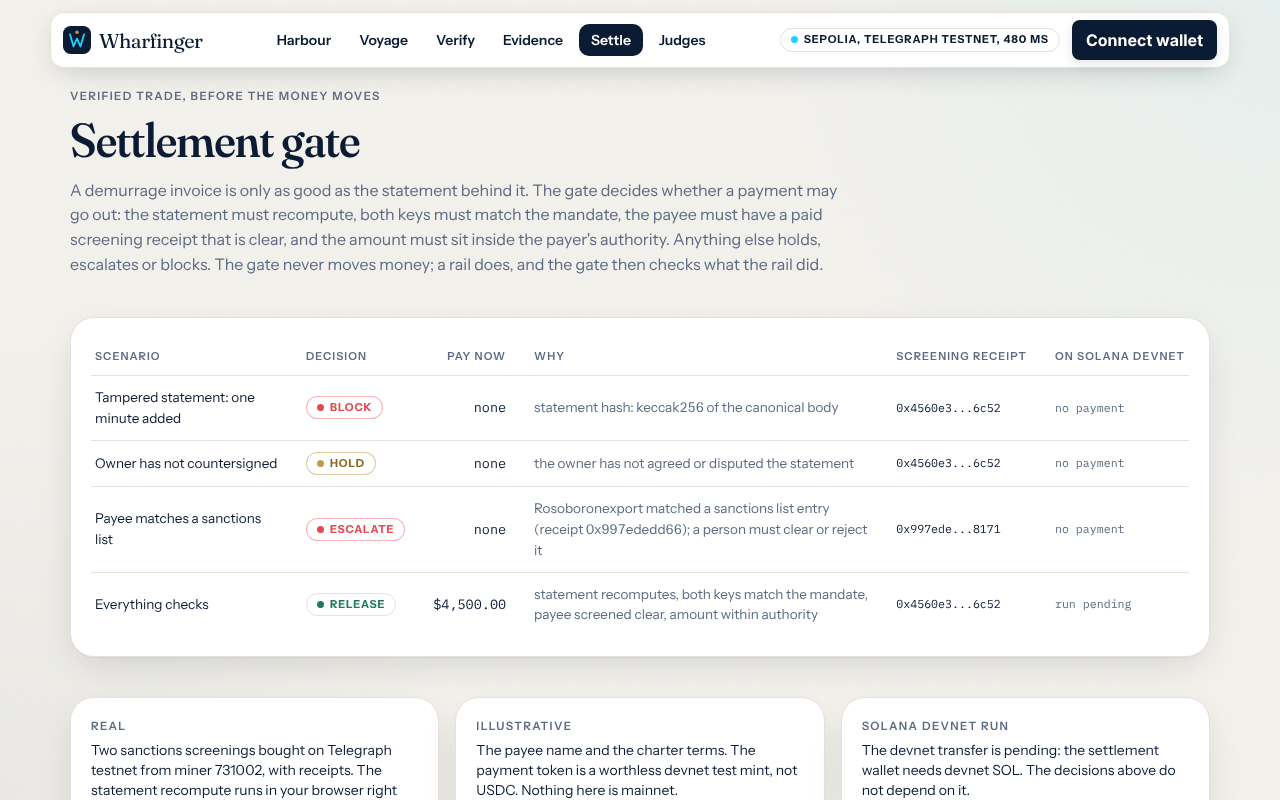 Wharfinger
Harbour
Voyage
Verify
Evidence
Settle
Judges
SEPOLIA, TELEGRAPH TESTNET, 480 MS
Connect wallet
VERIFIED TRADE, BEFORE THE MONEY MOVES
Settlement gate
A demurrage invoice is only as good as the statement behind it. The gate decides whether a payment may
go out: the statement must recompute, both keys must match the mandate, the payee must have a paid
screening receipt that is clear, and the amount must sit inside the payer's authority. Anything else holds,
escalates or blocks. The gate never moves money; a rail does, and the gate then checks what the rail did.
SCENARIO DECISION PAY NOW WHY SCREENING RECEIPT ON SOLANA DEVNET
Tampered statement: one
minute added
BLOCK
none
statement hash: keccak256 of the canonical body
0x4560e3...6c52
no payment
Owner has not countersigned
HOLD
none
the owner has not agreed or disputed the statement
0x4560e3...6c52
no payment
Payee matches a sanctions
list
ESCALATE
none
Rosoboronexport matched a sanctions list entry
(receipt 0x997ededd66); a person must clear or reject
it
0x997ede...8171
no payment
Everything checks
RELEASE
$4,500.00
statement recomputes, both keys match the mandate,
payee screened clear, amount within authority
0x4560e3...6c52
run pending
REAL
Two sanctions screenings bought on Telegraph
testnet from miner 731002, with receipts. The
statement recompute runs in your browser right
ILLUSTRATIVE
The payee name and the charter terms. The
payment token is a worthless devnet test mint, not
USDC. Nothing here is mainnet.
SOLANA DEVNET RUN
The devnet transfer is pending: the settlement
wallet needs devnet SOL. The decisions above do
not depend on it.